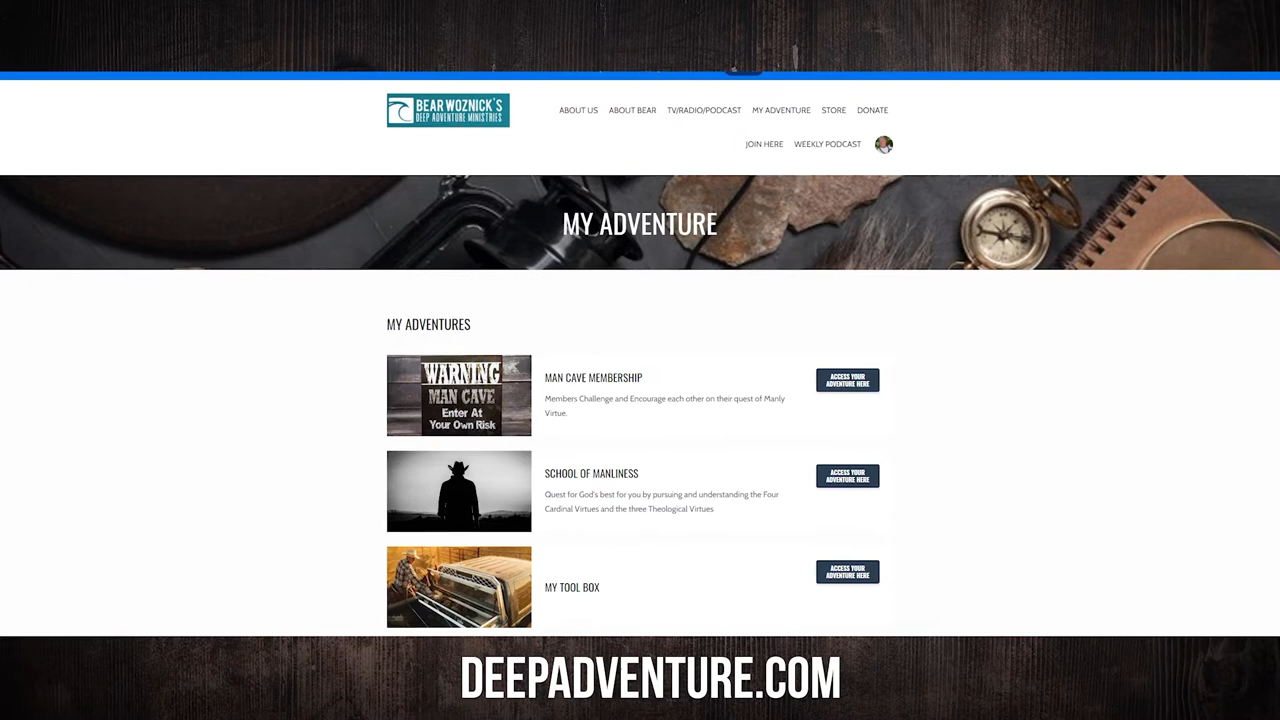 BEAR WOZNICK'S
DEEP ADVENTURE MINISTRIES
ABOUT US ABOUT BEAR TV/RADIO/PODCAST MY ADVENTURE STORE DONATE
JOIN HERE WEEKLY PODCAST
MY ADVENTURE
MY ADVENTURES
WARNING
MAN CAVE
Enter At
Your Own Risk
MAN CAVE MEMBERSHIP
Members Challenge and Encourage each other on their quest of Manly
Virtue.
ACCESS YOUR
ADVENTURE HERE
SCHOOL OF MANLINESS
Quest for God's best for you by pursuing and understanding the Four
Cardinal Virtues and the three Theological Virtues
ACCESS YOUR
ADVENTURE HERE
MY TOOL BOX
ACCESS YOUR
ADVENTURE HERE
DEEPADVENTURE.COM